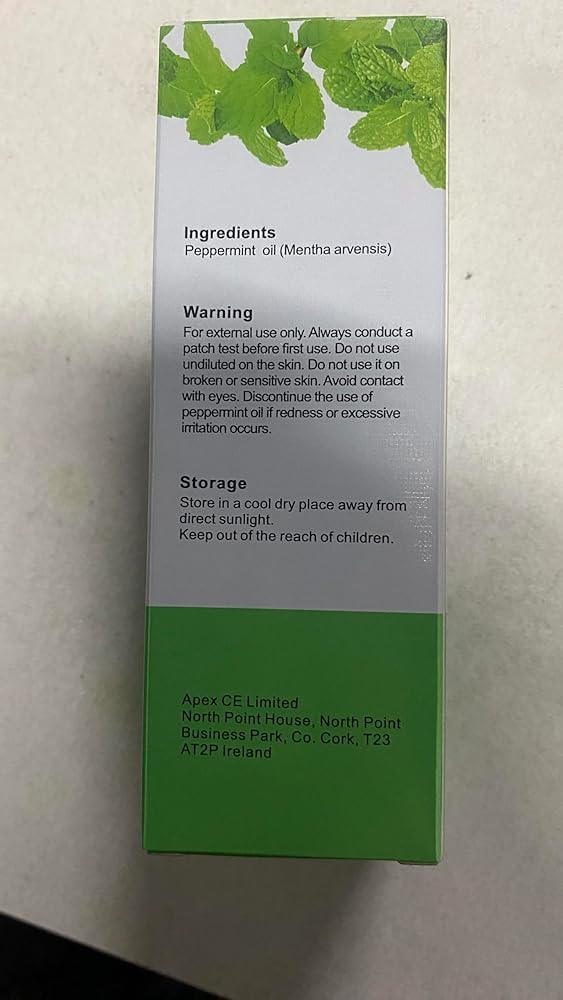 Ingredients
Peppermint oil (Mentha arvensis)
Warning
For external use only. Always conduct a
patch test before first use. Do not use
undiluted on the skin. Do not use it on
broken or sensitive skin. Avoid contact
with eyes. Discontinue the use of
peppermint oil if redness or excessive
irritation occurs.
Storage
Store in a cool dry place away from
direct sunlight.
Keep out of the reach of children.
Apex CE Limited
North Point House, North Point
Business Park, Co. Cork, T23
AT2P Ireland